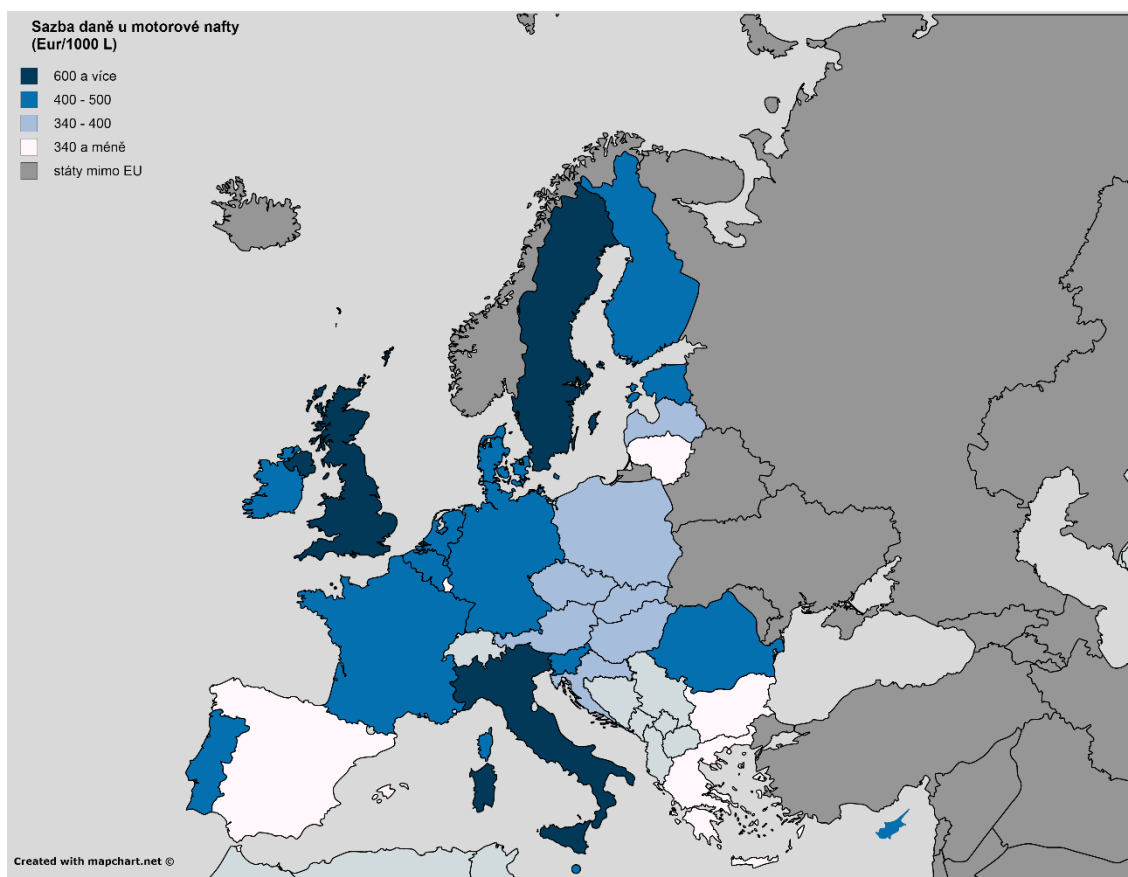 Sazba daně u motorové nafty
(Eur/1000 L)
600 a více
400 - 500
340 - 400
340 a méně
státy mimo EU
Created with mapchart.net ©